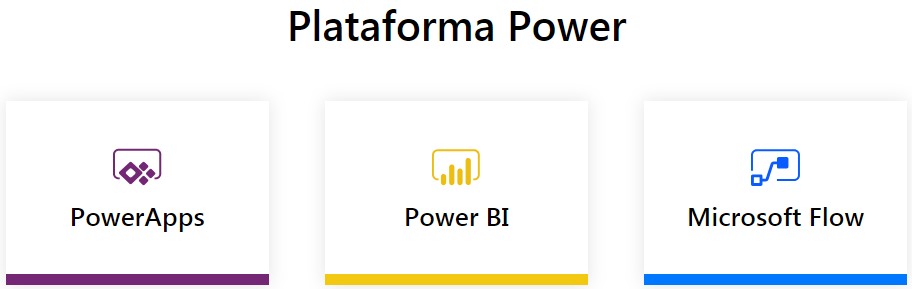 Plataforma Power
PowerApps
Power BI
Microsoft Flow